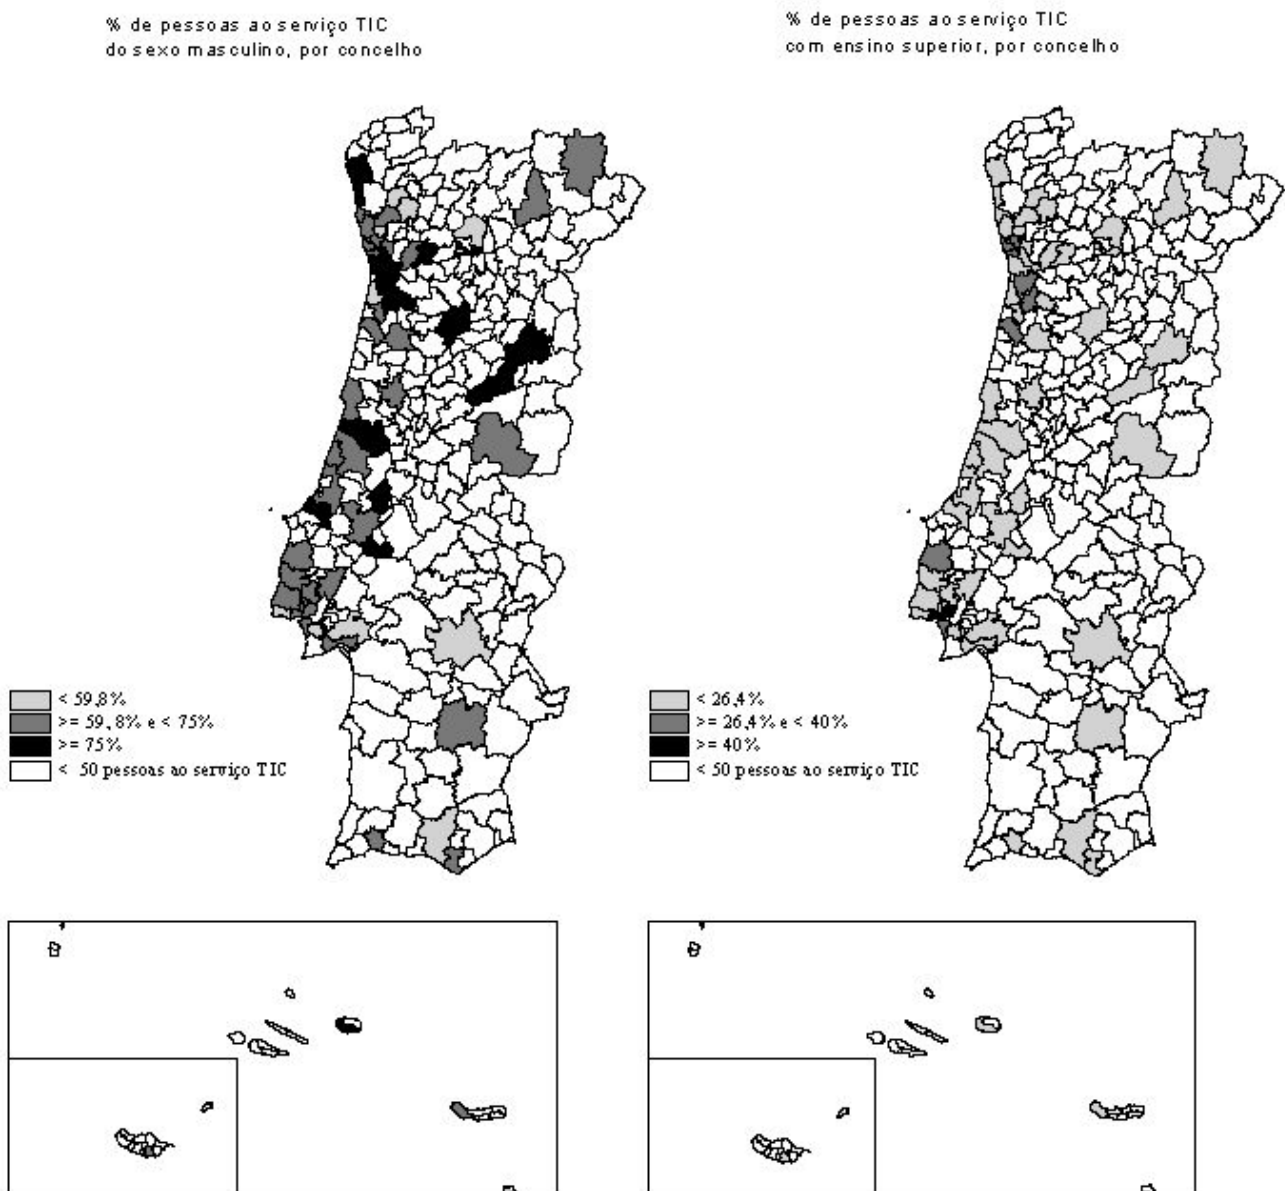 % de pessoas ao serviço TIC
do sexo masculino, por concelho
% de pessoas ao serviço TIC
com ensino superior, por concelho
< 59,8%
>= 59,8% e < 75%
>= 75%
< 50 pessoas ao serviço TIC
< 26,4%
>= 26,4% e < 40%
>= 40%
< 50 pessoas ao serviço TIC